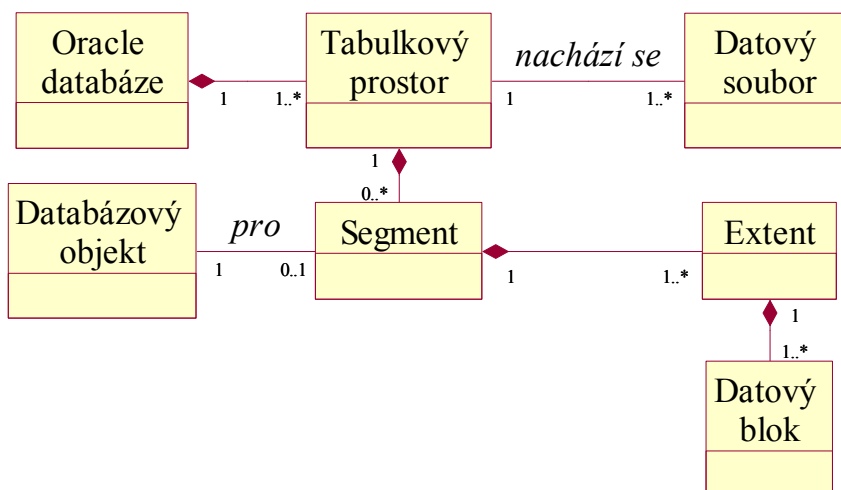 Oracle
databáze
1
1..*
Tabulkový
prostor
nachází se
1
1..*
Datový
soubor
1
0..*
Databázový
objekt
pro
1
0..1
Segment
1
1..*
Extent
1
1..*
Datový
blok